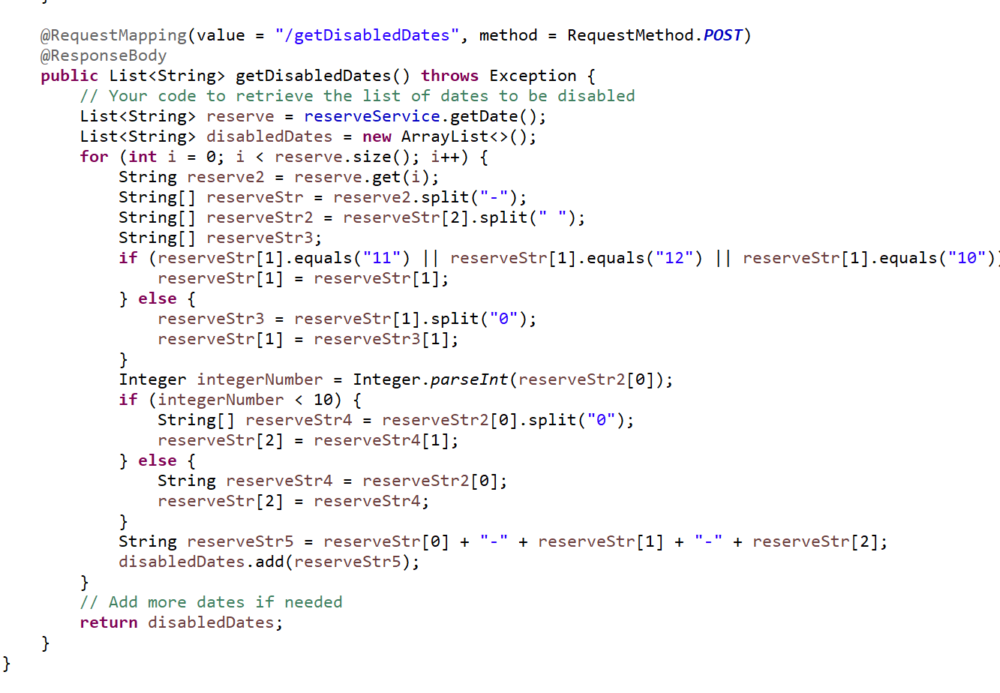 }
@RequestMapping(value = "/getDisabledDates", method = RequestMethod.POST)
@ResponseBody
public List<String> getDisabledDates() throws Exception {
// Your code to retrieve the list of dates to be disabled
List<String> reserve = reserveService.getDate();
List<String> disabledDates = new ArrayList<>();
for (int i = 0; i < reserve.size(); i++) {
String reserve2 = reserve.get(i);
String[] reserveStr = reserve2.split("-");
String[] reserveStr2 = reserveStr[2].split(" ");
String[] reserveStr3;
if (reserveStr[1].equals("11") || reserveStr[1].equals("12") || reserveStr[1].equals("10"))
reserveStr[1] = reserveStr[1];
} else {
reserveStr3 = reserveStr[1].split("0");
reserveStr[1] = reserveStr3[1];
}
Integer integerNumber = Integer.parseInt(reserveStr2[0]);
if (integerNumber < 10) {
String[] reserveStr4 = reserveStr2[0].split("0");
reserveStr[2] = reserveStr4[1];
} else {
String reserveStr4 = reserveStr2[0];
reserveStr[2] = reserveStr4;
}
String reserveStr5 = reserveStr[0] + "-" + reserveStr[1] + "-" + reserveStr[2];
disabledDates.add(reserveStr5);
}
// Add more dates if needed
return disabledDates;
}
}